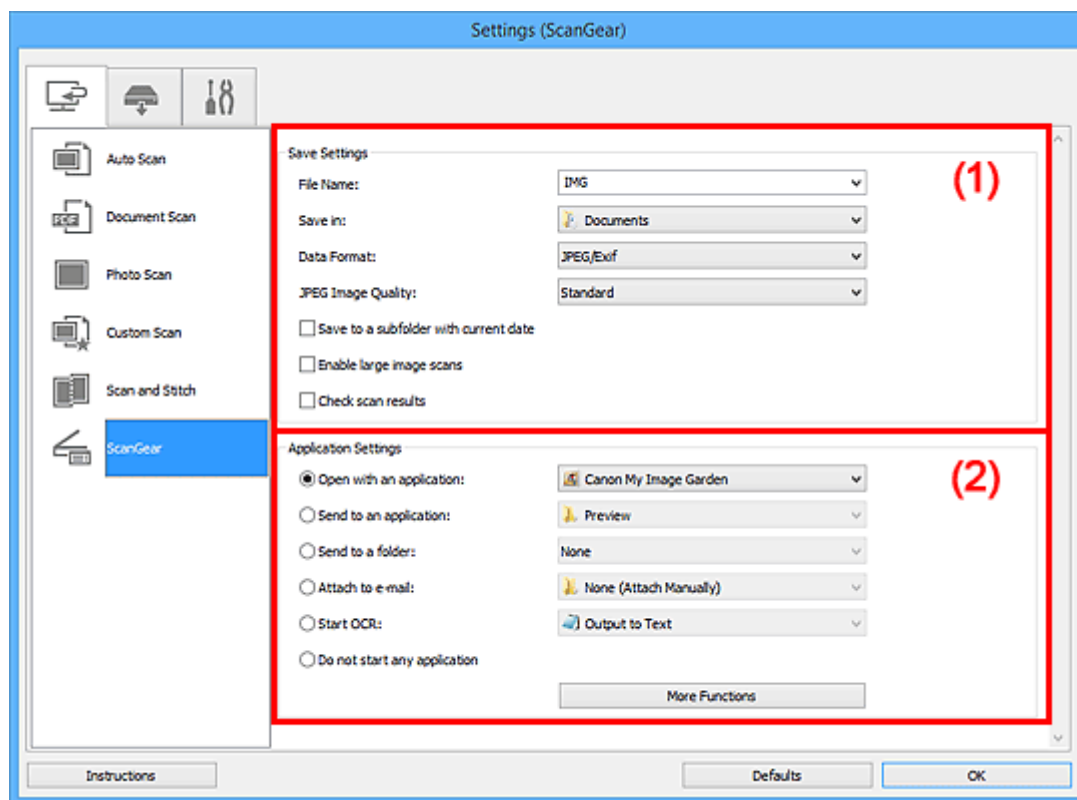 Settings (ScanGear)
Auto Scan
PDF
Document Scan
Photo Scan
Custom Scan
Scan and Stitch
ScanGear
Save Settings
(1)
File Name: IMG
Save in: Documents
Data Format: JPEG/Exif
JPEG Image Quality: Standard
Save to a subfolder with current date
Enable large image scans
Check scan results
Application Settings
(2)
Open with an application: Canon My Image Garden
Send to an application: Preview
Send to a folder: None
Attach to e-mail: None (Attach Manually)
Start OCR: Output to Text
Do not start any application
More Functions
Instructions Defaults OK